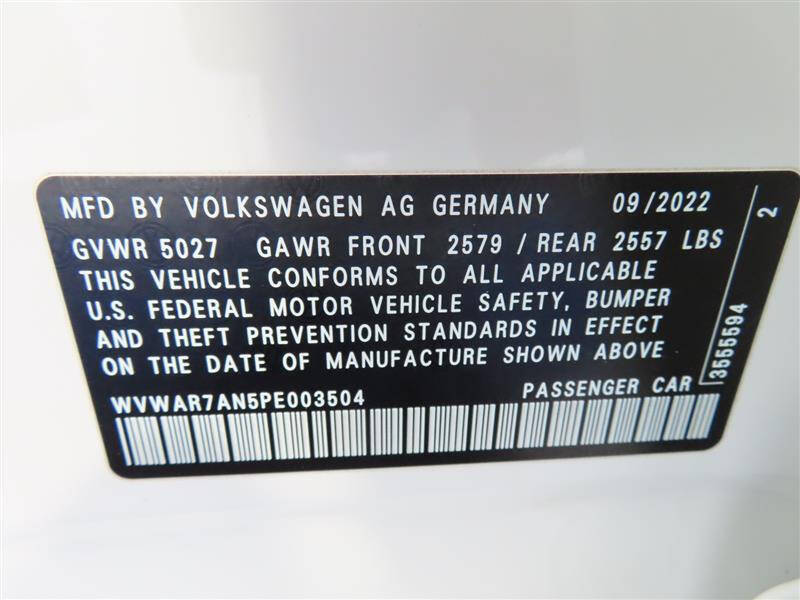 MFD BY VOLKSWAGEN AG GERMANY 09/2022
GVWR 5027 GAWR FRONT 2579 / REAR 2557 LBS
THIS VEHICLE CONFORMS TO ALL APPLICABLE
U.S. FEDERAL MOTOR VEHICLE SAFETY, BUMPER
AND THEFT PREVENTION STANDARDS IN EFFECT
ON THE DATE OF MANUFACTURE SHOWN ABOVE
WVWAR7AN5PE003504 PASSENGER CAR
3555594
2